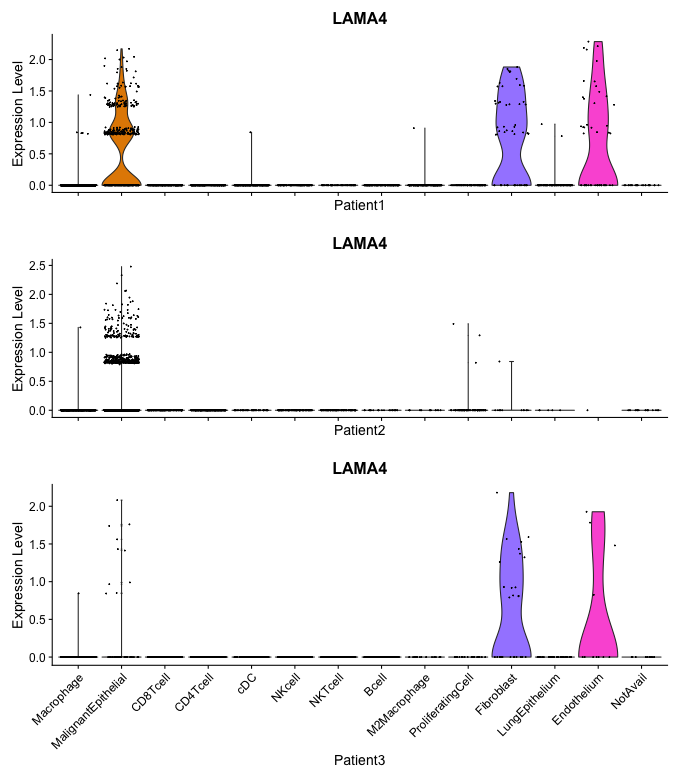 LAMA4
Expression Level
2.0
1.5
1.0
0.5
0.0
Patient1
LAMA4
Expression Level
2.5
2.0
1.5
1.0
0.5
0.0
Patient2
LAMA4
Expression Level
2.0
1.5
1.0
0.5
0.0
Macrophage
MalignantEpithelial
CD8Tcell
CD4Tcell
cDC
NKcell
NKTcell
Bcell
M2Macrophage
ProliferatingCell
Fibroblast
LungEpithelium
Endothelium
NotAvail
Patient3